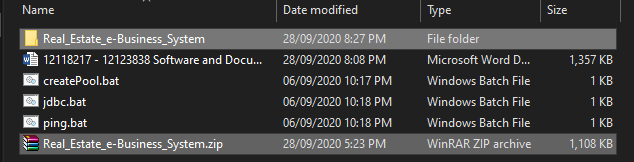 Name Date modified Type Size
Real_Estate_e-Business_System 28/09/2020 8:27 PM File folder
12118217 - 12123838 Software and Docu... 28/09/2020 8:08 PM Microsoft Word D... 1,357 KB
createPool.bat 06/09/2020 10:17 PM Windows Batch File 1 KB
jdbc.bat 06/09/2020 10:18 PM Windows Batch File 1 KB
ping.bat 06/09/2020 10:18 PM Windows Batch File 1 KB
Real_Estate_e-Business_System.zip 28/09/2020 5:23 PM WinRAR ZIP archive 1,108 KB